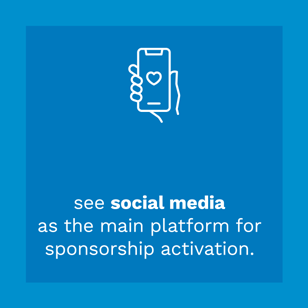 see social media
as the main platform for
sponsorship activation.